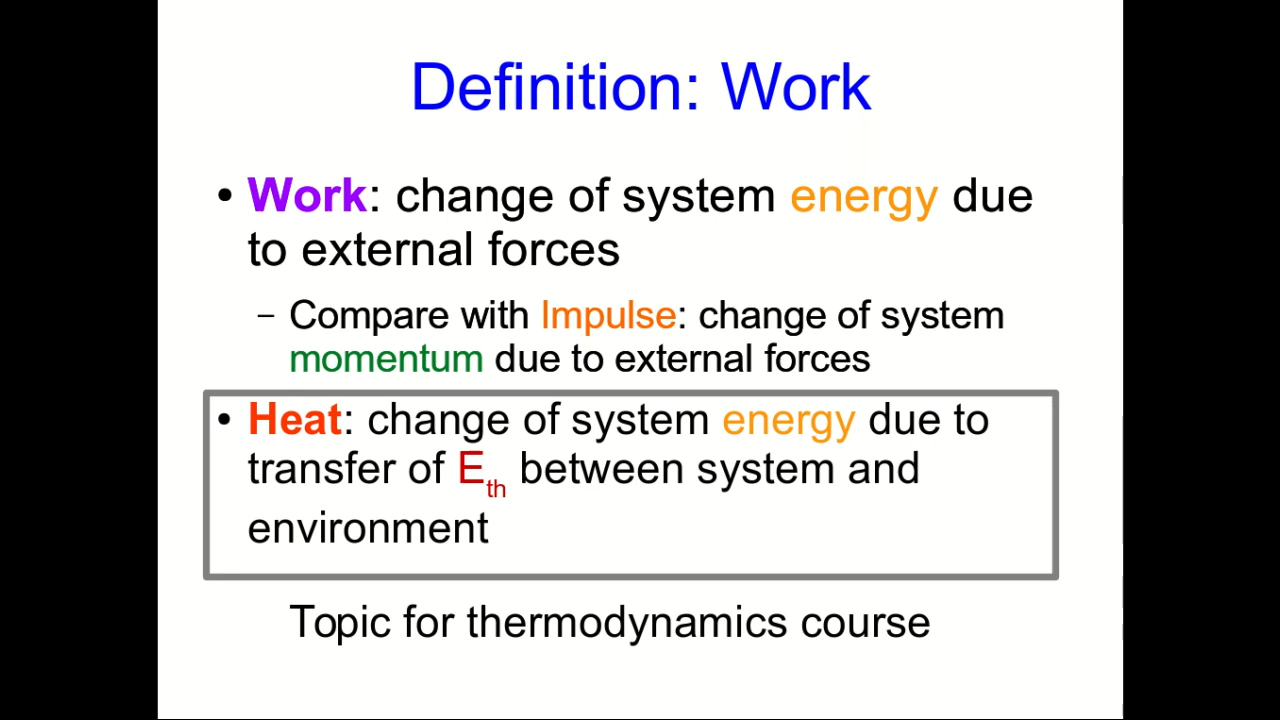 Definition: Work
• Work: change of system energy due
to external forces
– Compare with Impulse: change of system
momentum due to external forces
• Heat: change of system energy due to
transfer of Eth between system and
environment
Topic for thermodynamics course